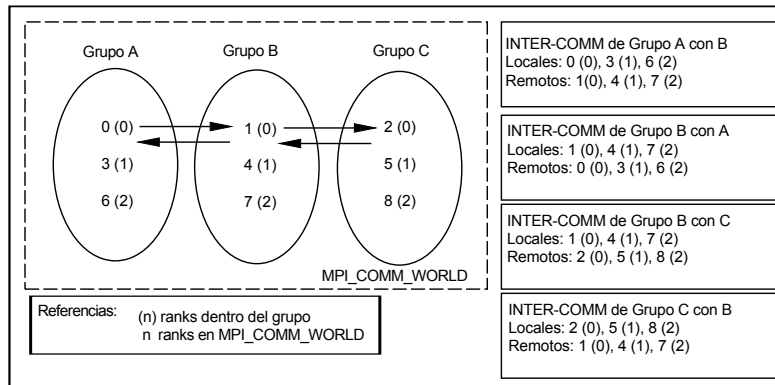 Grupo A
Grupo B
Grupo C
0 (0)
1 (0)
2 (0)
3 (1)
4 (1)
5 (1)
6 (2)
7 (2)
8 (2)
MPI_COMM_WORLD
Referencias:
(n) ranks dentro del grupo
n ranks en MPI_COMM_WORLD
INTER-COMM de Grupo A con B
Locales: 0 (0), 3 (1), 6 (2)
Remotos: 1(0), 4 (1), 7 (2)
INTER-COMM de Grupo B con A
Locales: 1 (0), 4 (1), 7 (2)
Remotos: 0 (0), 3 (1), 6 (2)
INTER-COMM de Grupo B con C
Locales: 1 (0), 4 (1), 7 (2)
Remotos: 2 (0), 5 (1), 8 (2)
INTER-COMM de Grupo C con B
Locales: 2 (0), 5 (1), 8 (2)
Remotos: 1 (0), 4 (1), 7 (2)